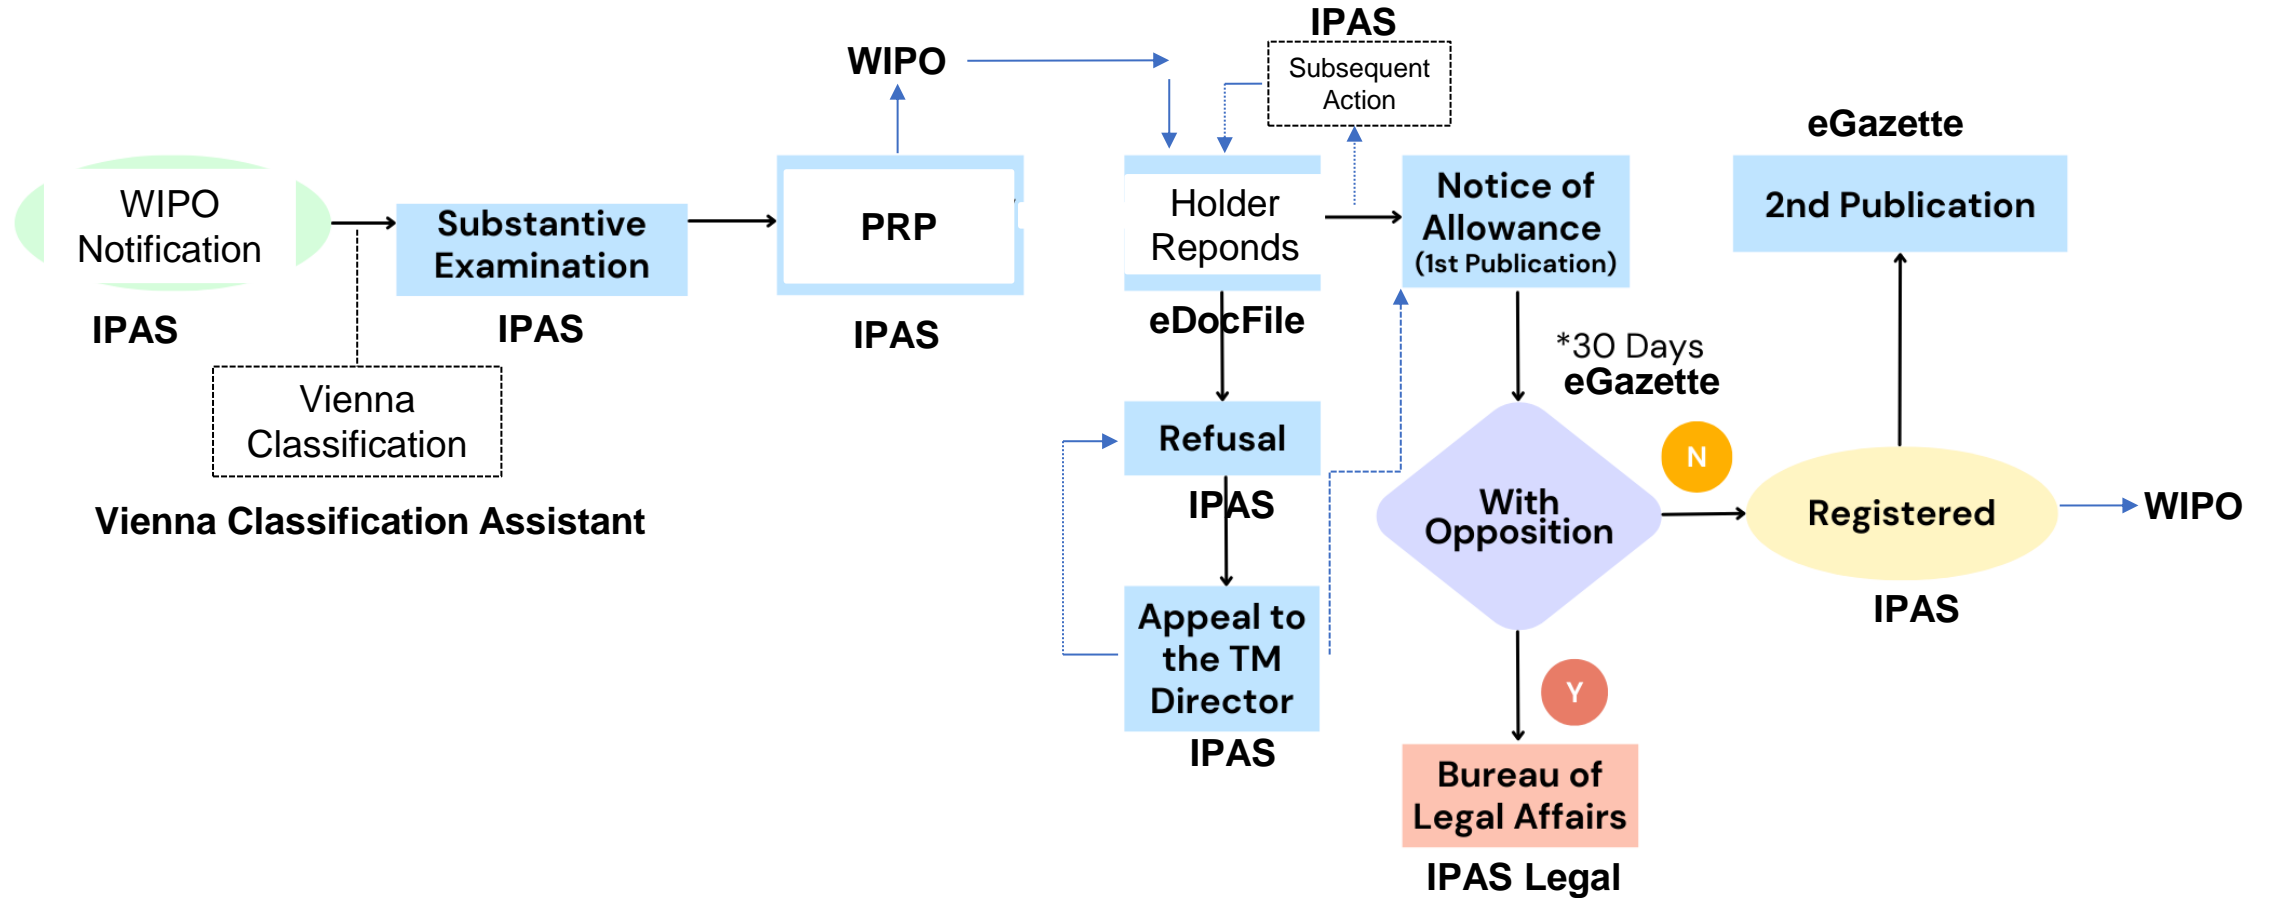 WIPO
Notification
IPAS
Vienna
Classification
Vienna Classification Assistant
Substantive
Examination
IPAS
WIPO
PRP
IPAS
IPAS
Subsequent
Action
Holder
Reponds
eDocFile
Refusal
IPAS
Appeal to
the TM
Director
IPAS
Notice of
Allowance
(1st Publication)
*30 Days
eGazette
With
Opposition
N
Y
Bureau of
Legal Affairs
IPAS Legal
eGazette
2nd Publication
Registered
IPAS
WIPO